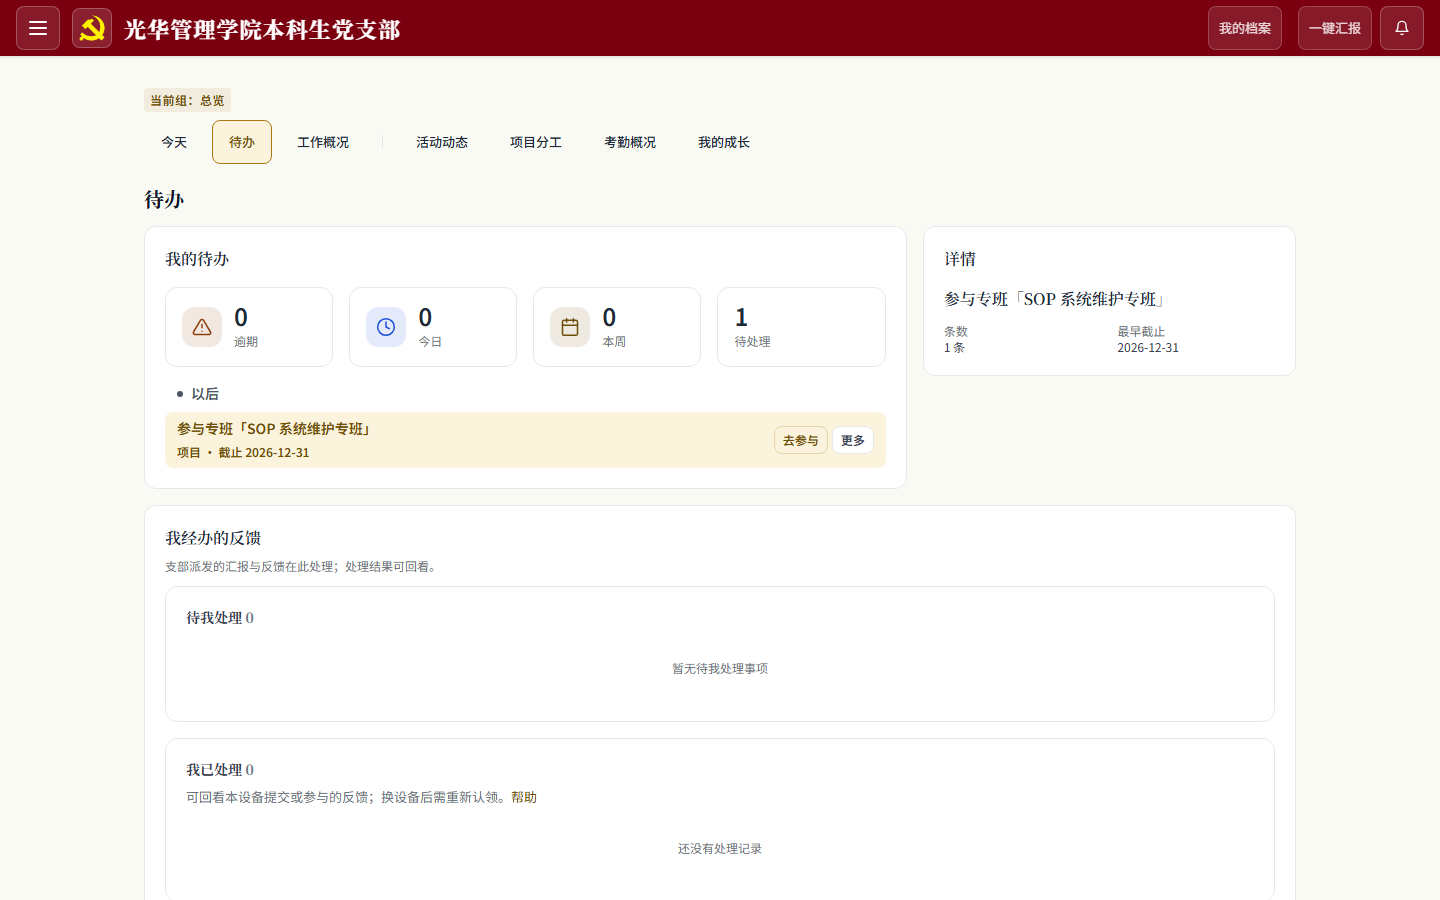 光华管理学院本科生党支部
我的档案
一键汇报
当前组：总览
今天
待办
工作概况
活动动态
项目分工
考勤概况
我的成长
待办
我的待办
0
逾期
0
今日
0
本周
1
待处理
以后
参与专班「SOP 系统维护专班」
项目 · 截止 2026-12-31
去参与
更多
详情
参与专班「SOP 系统维护专班」
条数
1 条
最早截止
2026-12-31
我经办的反馈
支部派发的汇报与反馈在此处理；处理结果可回看。
待我处理 0
暂无待我处理事项
我已处理 0
可回看本设备提交或参与的反馈；换设备后需重新认领。帮助
还没有处理记录